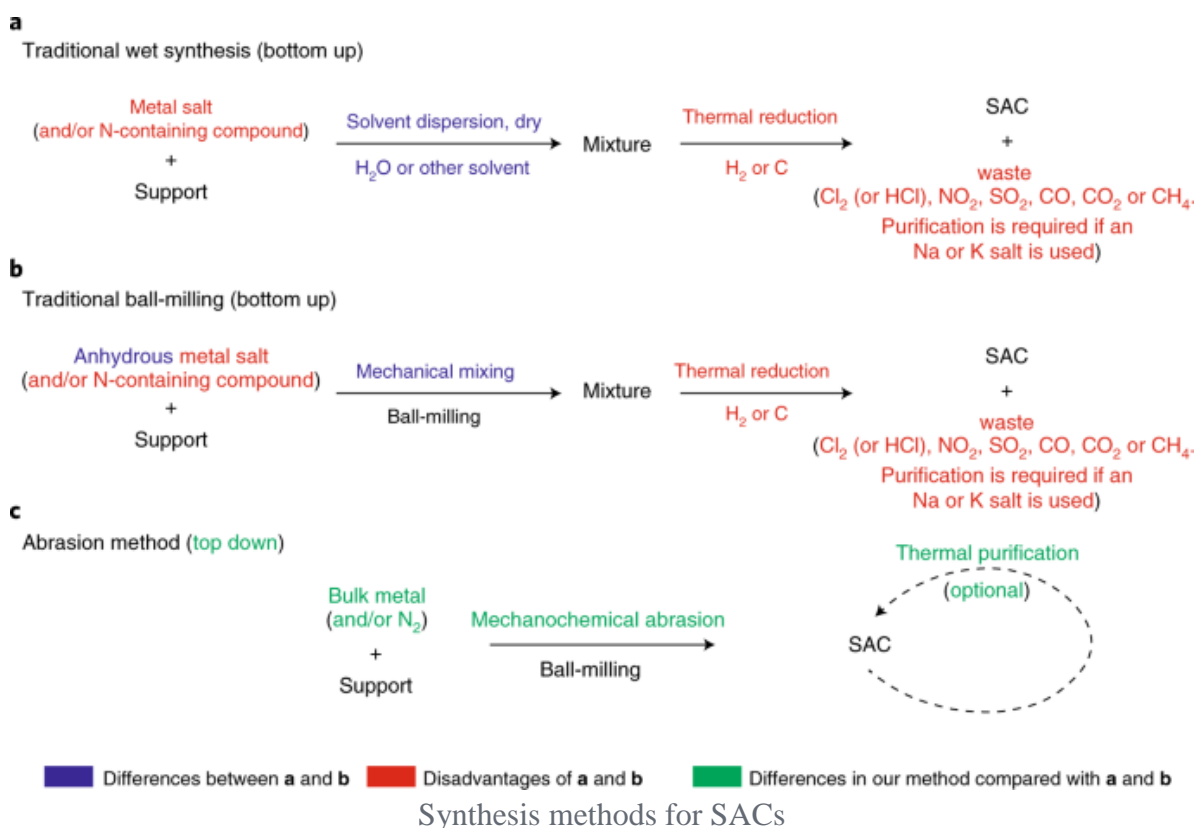 a
Traditional wet synthesis (bottom up)
Metal salt
(and/or N-containing compound)
+
Support
Solvent dispersion, dry
H₂O or other solvent
Mixture
Thermal reduction
H₂ or C
SAC
+
waste
(Cl₂ (or HCl), NO₂, SO₂, CO, CO₂ or CH₄.
Purification is required if an
Na or K salt is used)
b
Traditional ball-milling (bottom up)
Anhydrous metal salt
(and/or N-containing compound)
+
Support
Mechanical mixing
Ball-milling
Mixture
Thermal reduction
H₂ or C
SAC
+
waste
(Cl₂ (or HCl), NO₂, SO₂, CO, CO₂ or CH₄.
Purification is required if an
Na or K salt is used)
c
Abrasion method (top down)
Bulk metal
(and/or N₂)
+
Support
Mechanochemical abrasion
Ball-milling
Thermal purification
(optional)
SAC
Differences between a and b
Disadvantages of a and b
Differences in our method compared with a and b
Synthesis methods for SACs